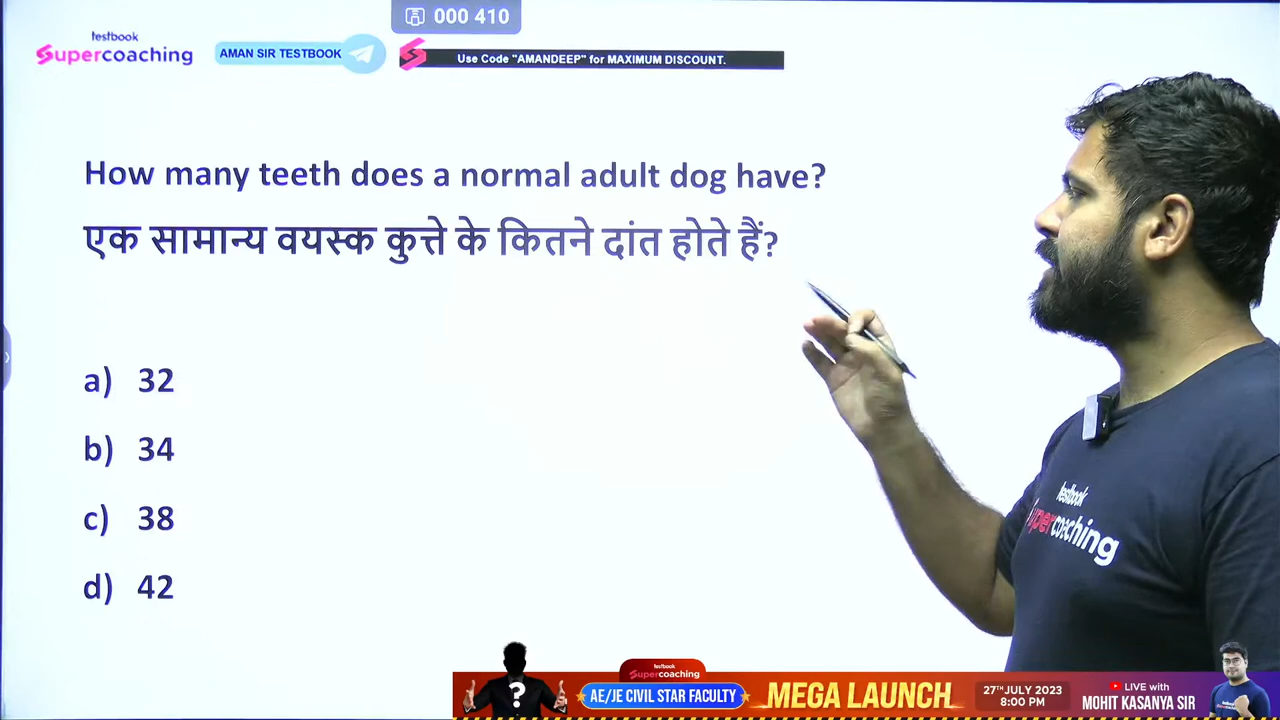 000 410
testbook
Supercoaching
AMAN SIR TESTBOOK
Use Code "AMANDEEP" for MAXIMUM DISCOUNT.
How many teeth does a normal adult dog have?
एक सामान्य वयस्क कुत्ते के कितने दांत होते हैं?
a) 32
b) 34
c) 38
d) 42
testbook
Supercoaching
testbook
Supercoaching
?
AE/JE CIVIL STAR FACULTY
MEGA LAUNCH
27TH JULY 2023
8:00 PM
LIVE with
MOHIT KASANYA SIR